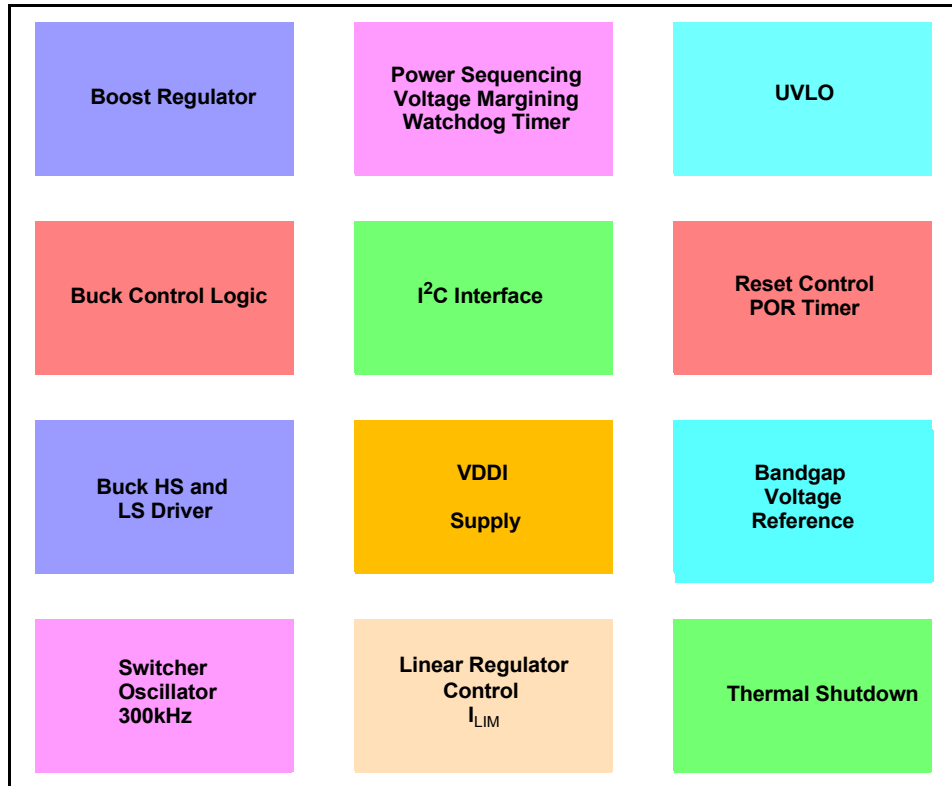 Boost Regulator
Power Sequencing
Voltage Margining
Watchdog Timer
UVLO
Buck Control Logic
I²C Interface
Reset Control
POR Timer
Buck HS and
LS Driver
VDDI
Supply
Bandgap
Voltage
Reference
Switcher
Oscillator
300kHz
Linear Regulator
Control
I_LIM
Thermal Shutdown